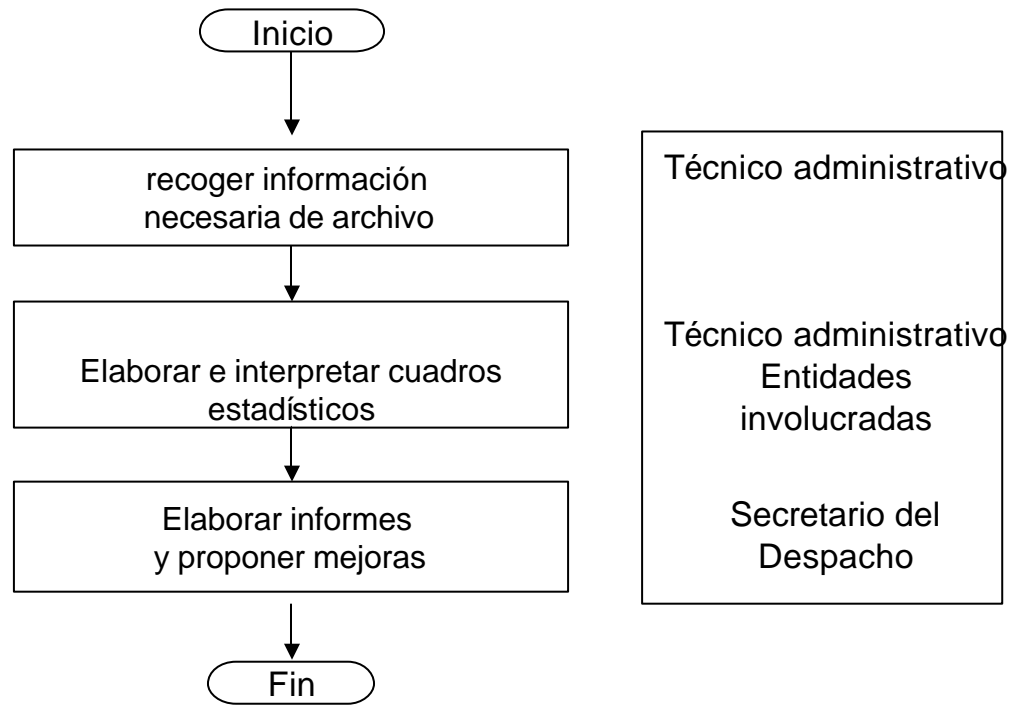 Inicio
recoger información
necesaria de archivo
Técnico administrativo
Elaborar e interpretar cuadros
estadísticos
Técnico administrativo
Entidades
involucradas
Elaborar informes
y proponer mejoras
Secretario del
Despacho
Fin